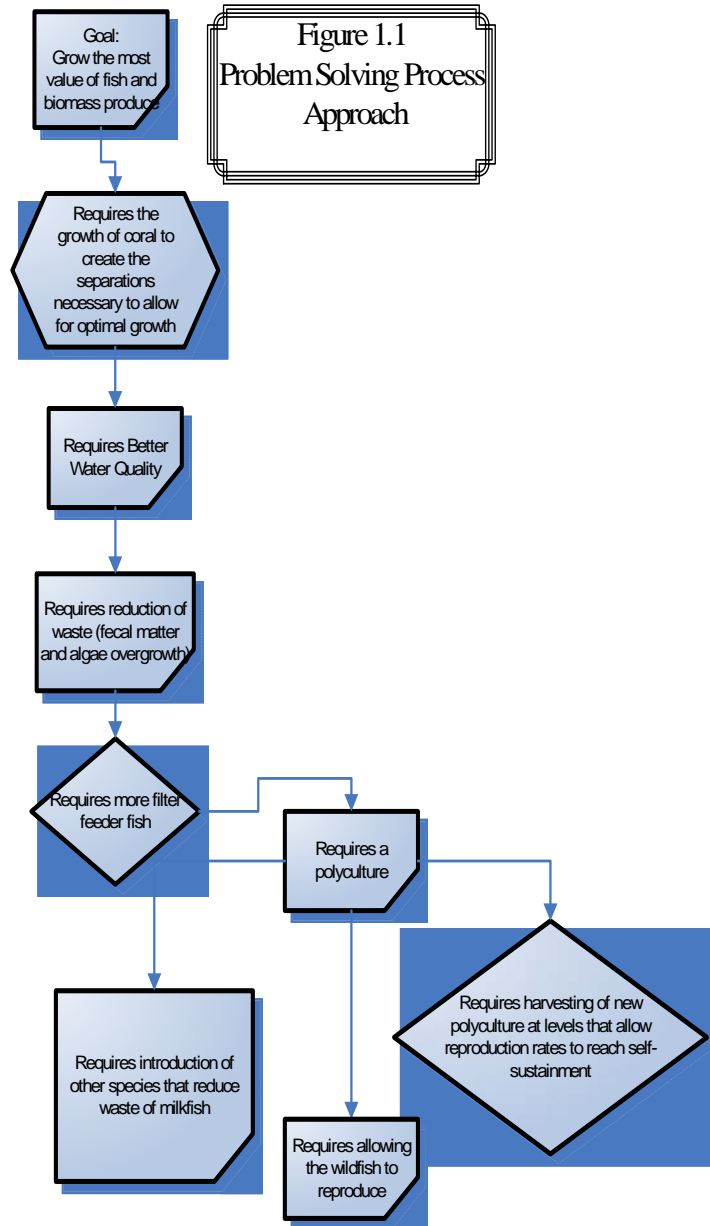 Goal:
Grow the most
value of fish and
biomass produce
Figure 1.1
Problem Solving Process
Approach
Requires the
growth of coral to
create the
separations
necessary to allow
for optimal growth
Requires Better
Water Quality
Requires reduction of
waste (fecal matter
and algae overgrowth)
Requires more filter
feeder fish
Requires a
polyculture
Requires harvesting of new
polyculture at levels that allow
reproduction rates to reach self-
sustainment
Requires introduction of
other species that reduce
waste of milkfish
Requires allowing
the wildfish to
reproduce